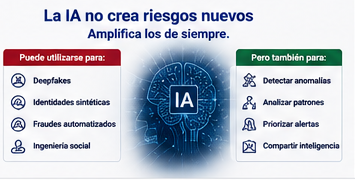 La IA no crea riesgos nuevos
Amplifica los de siempre.
Puede utilizarse para:
Deepfakes
Identidades sintéticas
Fraudes automatizados
Ingeniería social
IA
Pero también para:
Detectar anomalías
Analizar patrones
Priorizar alertas
Compartir inteligencia